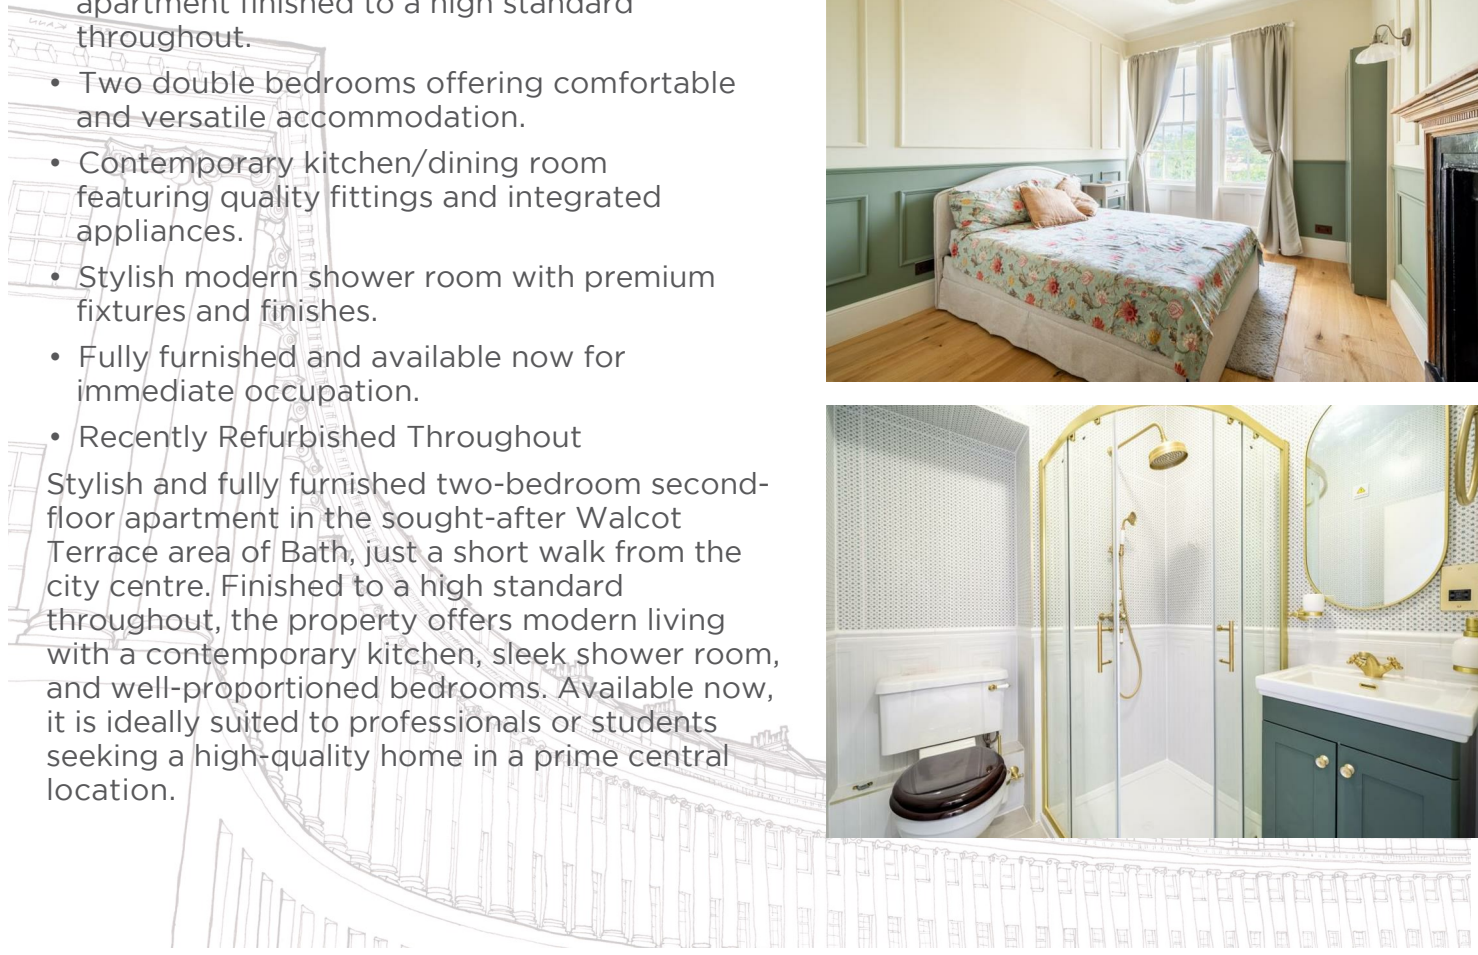 apartment finished to a high standard
throughout.
• Two double bedrooms offering comfortable
and versatile accommodation.
• Contemporary kitchen/dining room
featuring quality fittings and integrated
appliances.
• Stylish modern shower room with premium
fixtures and finishes.
• Fully furnished and available now for
immediate occupation.
• Recently Refurbished Throughout
Stylish and fully furnished two-bedroom second-
floor apartment in the sought-after Walcot
Terrace area of Bath, just a short walk from the
city centre. Finished to a high standard
throughout, the property offers modern living
with a contemporary kitchen, sleek shower room,
and well-proportioned bedrooms. Available now,
it is ideally suited to professionals or students
seeking a high-quality home in a prime central
location.